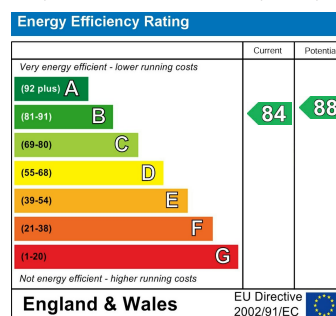 Energy Efficiency Rating
Current Potentia
Very energy efficient - lower running costs
(92 plus) A
(81-91) B
84 88
(69-80) C
(55-68) D
(39-54) E
(21-38) F
(1-20) G
Not energy efficient - higher running costs
England & Wales
EU Directive
2002/91/EC